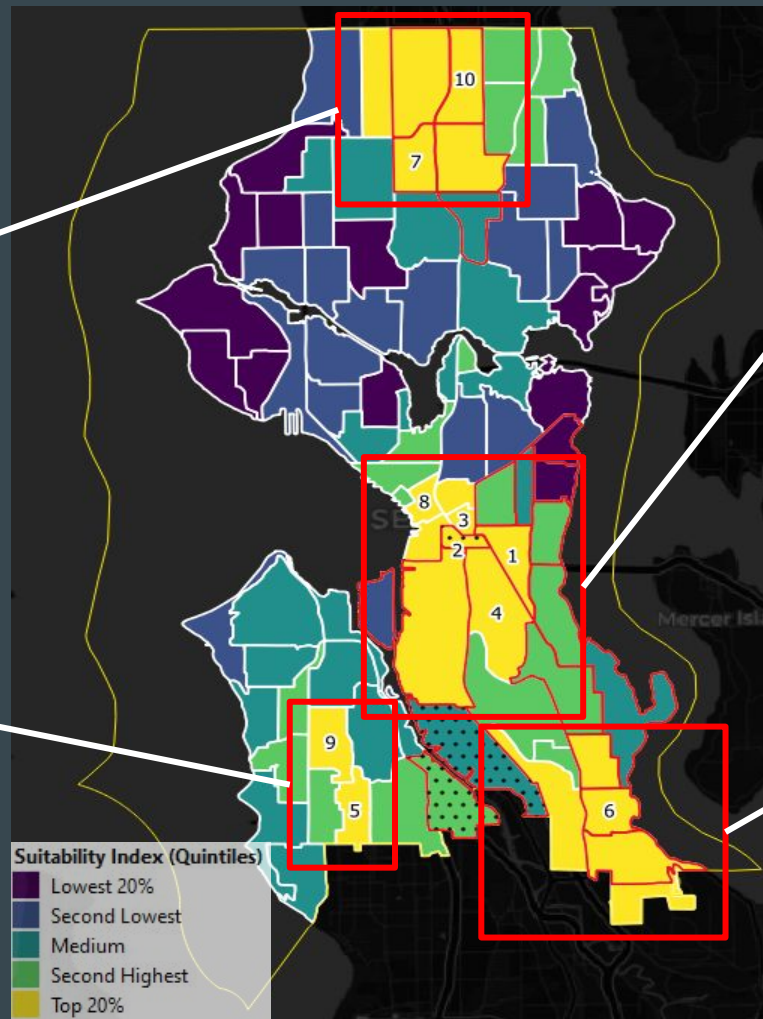 10
7
8
3
SE
2
1
4
Mercer Isl
9
5
6
Suitability Index (Quintiles)
Lowest 20%
Second Lowest
Medium
Second Highest
Top 20%